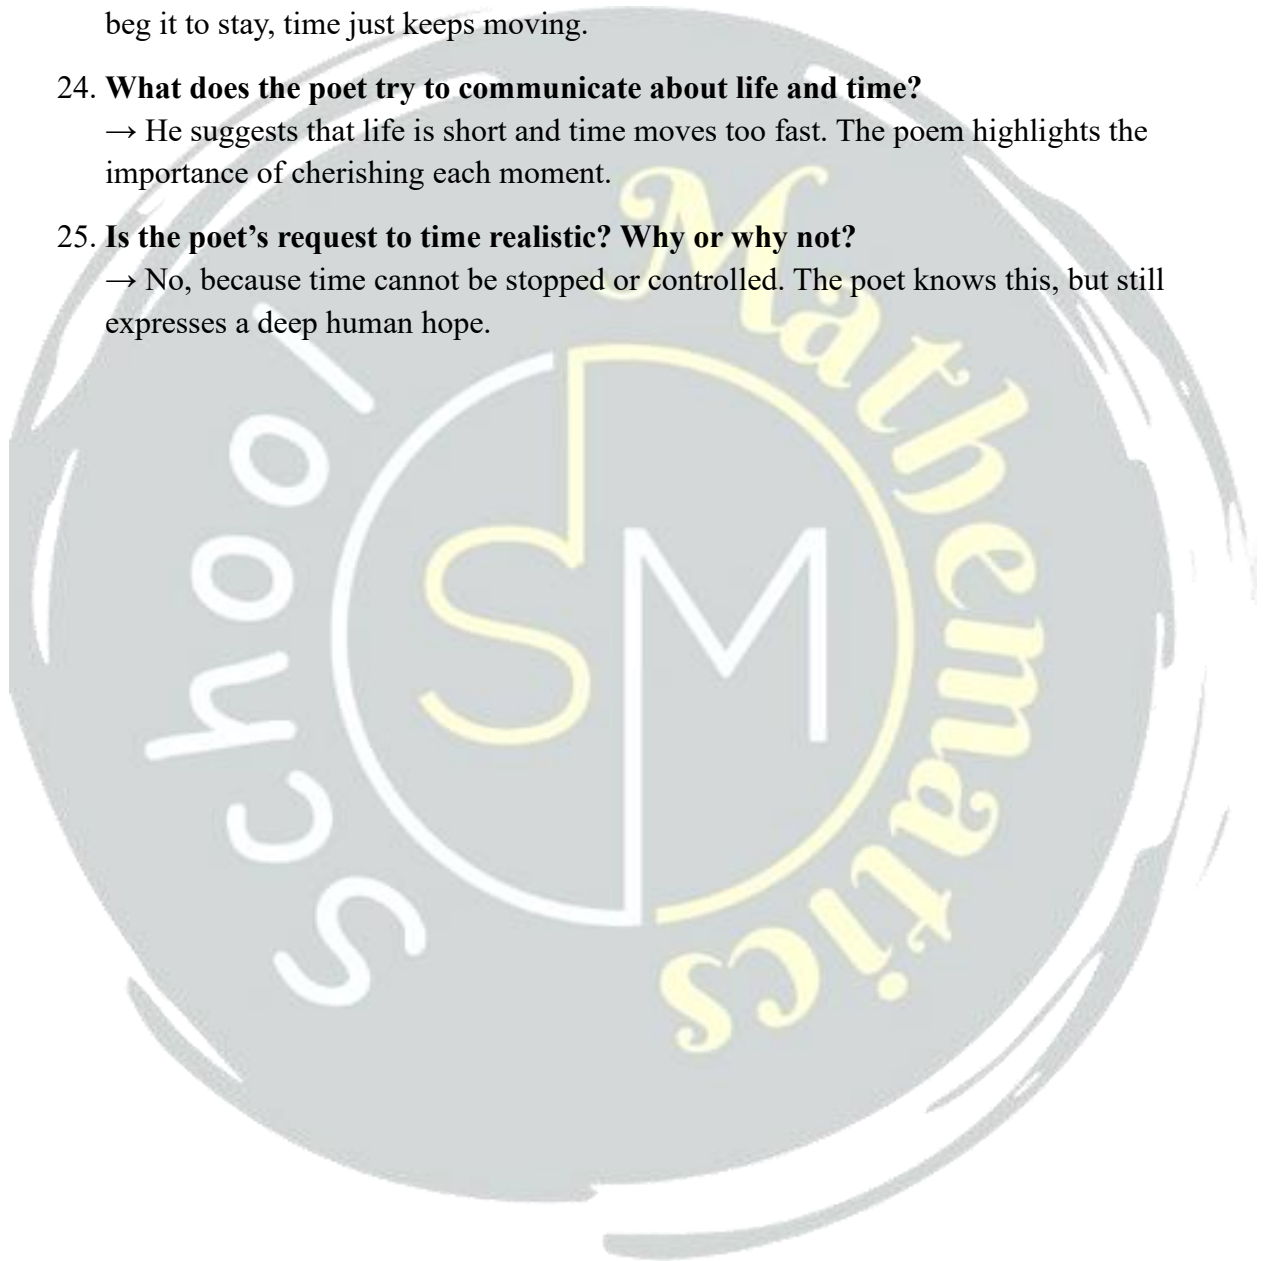 beg it to stay, time just keeps moving.
24. What does the poet try to communicate about life and time?
→ He suggests that life is short and time moves too fast. The poem highlights the
importance of cherishing each moment.
25. Is the poet’s request to time realistic? Why or why not?
→ No, because time cannot be stopped or controlled. The poet knows this, but still
expresses a deep human hope.
School
Mathematics
SM